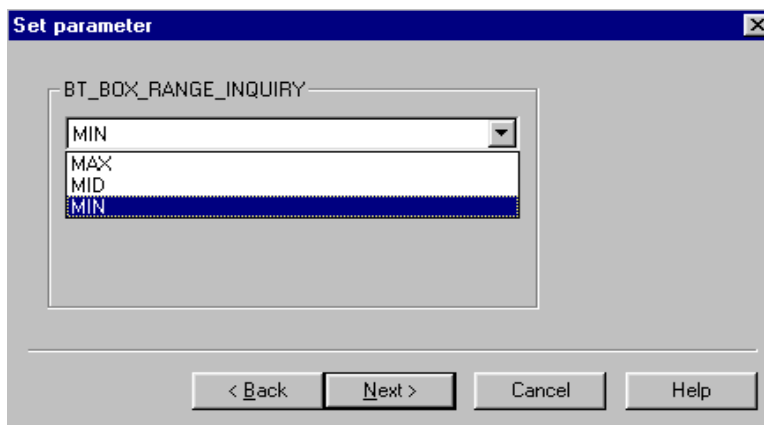 Set parameter
BT_BOX_RANGE_INQUIRY
MIN
MAX
MID
MIN
< Back Next > Cancel Help